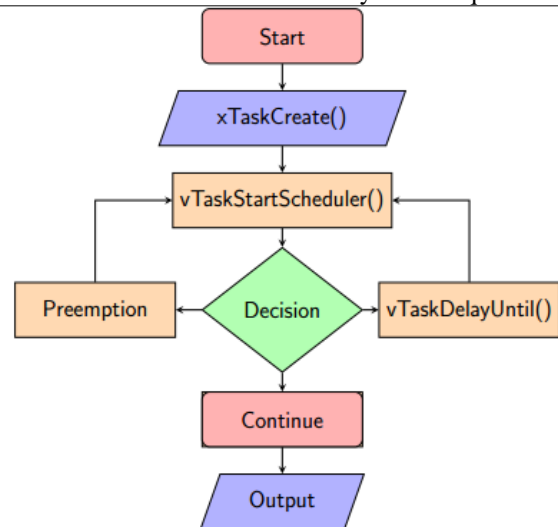 Start
xTaskCreate()
vTaskStartScheduler()
Preemption
Decision
vTaskDelayUntil()
Continue
Output